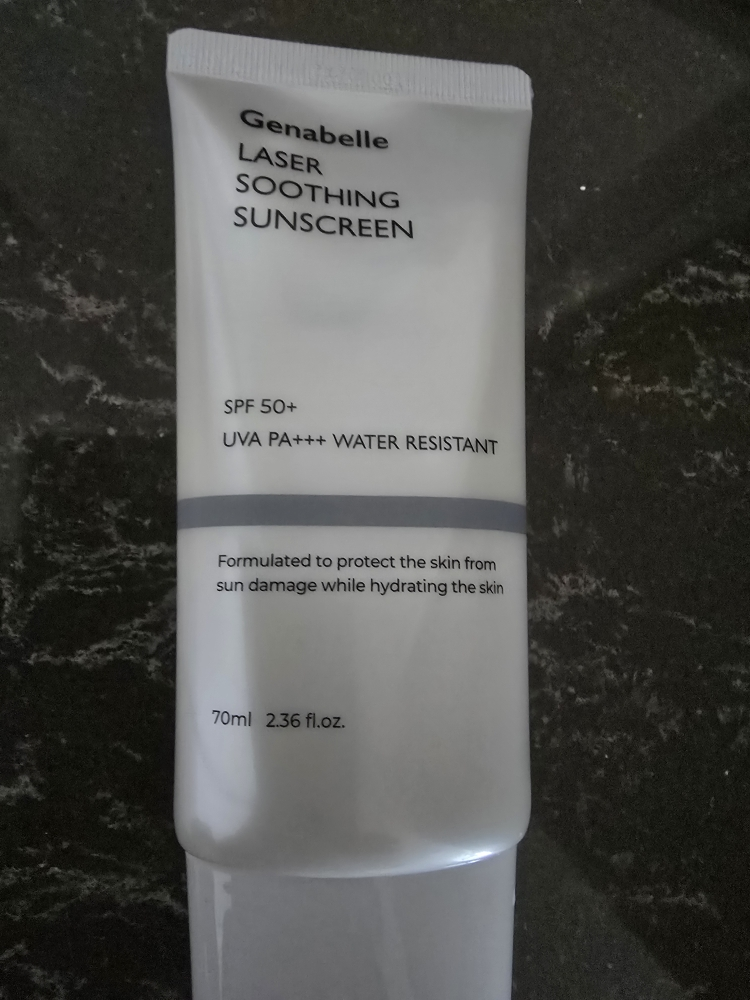 Genabelle
LASER
SOOTHING
SUNSCREEN
SPF 50+
UVA PA+++ WATER RESISTANT
Formulated to protect the skin from
sun damage while hydrating the skin
70ml 2.36 fl.oz.